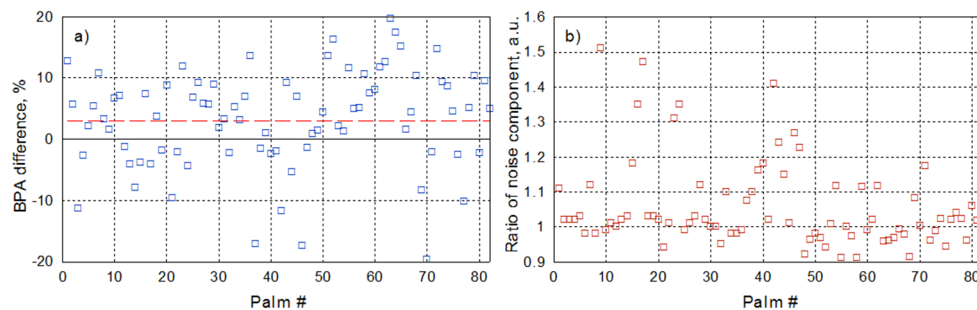 a)
BPA difference, %
20
10
0
-10
-20
0 10 20 30 40 50 60 70 80
Palm #
b)
Ratio of noise component, a.u.
1.6
1.5
1.4
1.3
1.2
1.1
1
0.9
0 10 20 30 40 50 60 70 80
Palm #